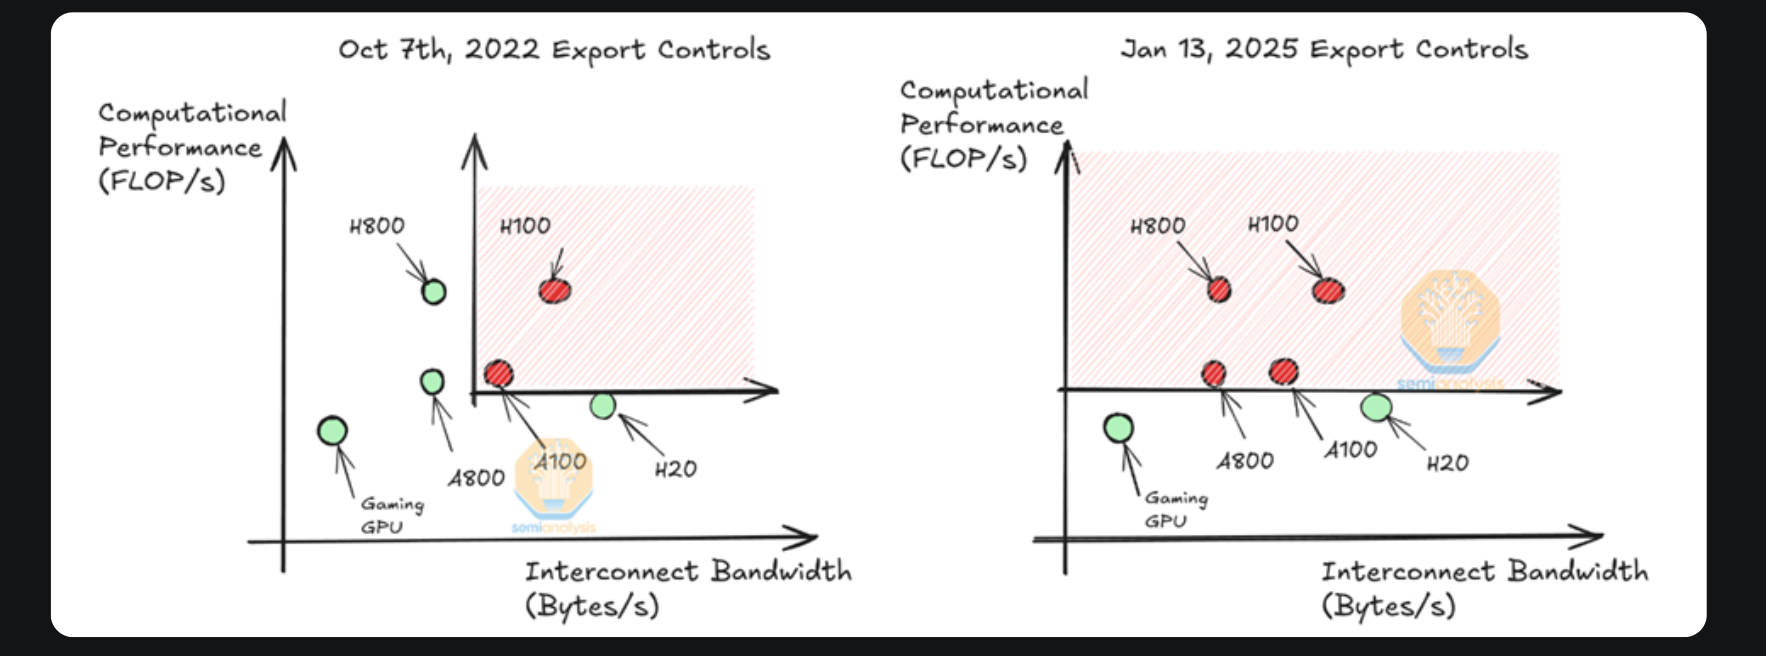 Oct 7th, 2022 Export Controls
Computational
Performance
(FLOP/s)
H800
H100
A800
A100
H20
Gaming
GPU
semianalysis
Interconnect Bandwidth
(Bytes/s)
Jan 13, 2025 Export Controls
Computational
Performance
(FLOP/s)
H800
H100
semianalysis
A800
A100
H20
Gaming
GPU
Interconnect Bandwidth
(Bytes/s)